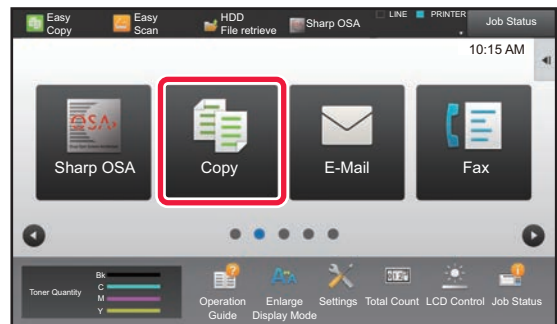 Easy
Copy
Easy
Scan
HDD
File retrieve
Sharp OSA
LINE
PRINTER
Job Status
10:15 AM
OSA
Sharp OSA
Copy
E-Mail
Fax
Toner Quantity
Bk
C
M
Y
Operation
Guide
Enlarge
Display Mode
Settings
Total Count
LCD Control
Job Status